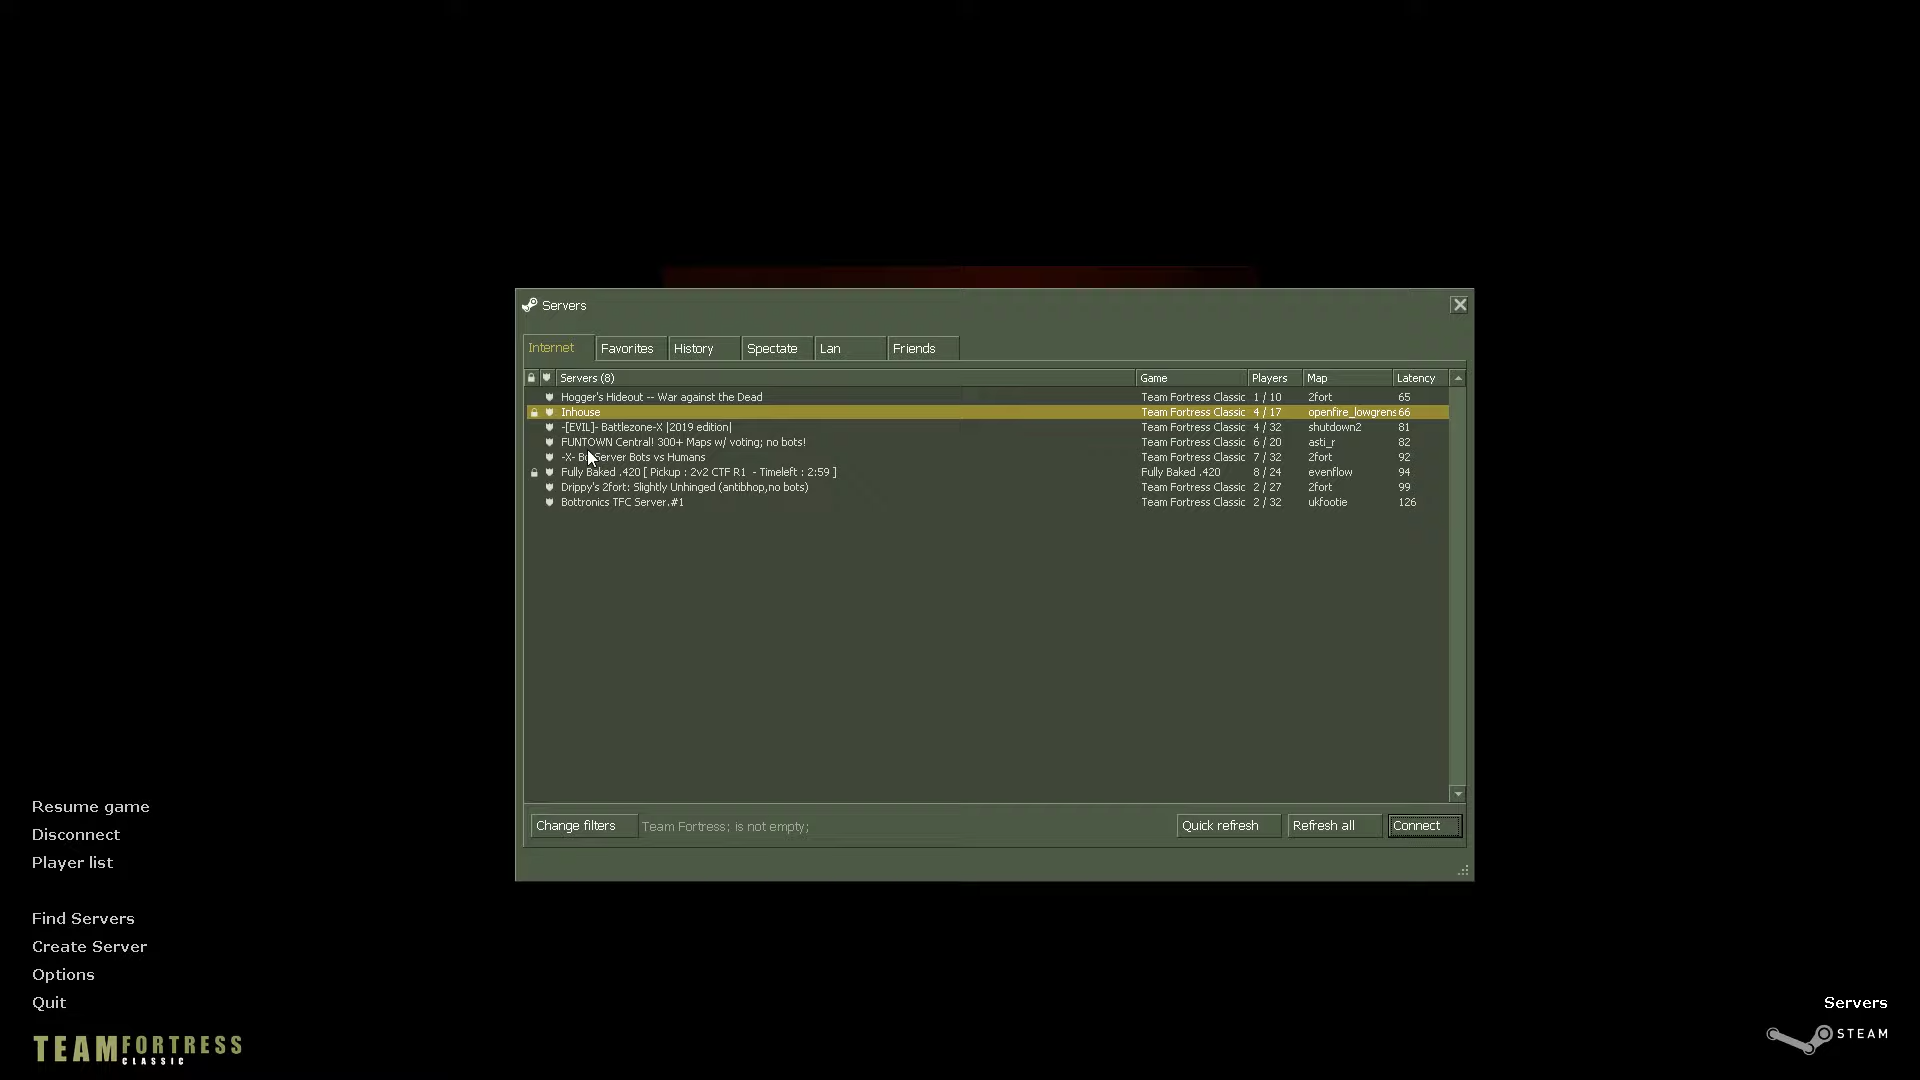 Servers
Internet Favorites History Spectate Lan Friends
Servers (8) Game Players Map Latency
Hogger's Hideout -- War against the Dead Team Fortress Classic 1 / 10 2fort 65
Inhouse Team Fortress Classic 4 / 17 openfire_lowgrens 66
-[EVIL]- Battlezone-X |2019 edition| Team Fortress Classic 4 / 32 shutdown2 81
FUNTOWN Central! 300+ Maps w/ voting; no bots! Team Fortress Classic 6 / 20 asti_r 82
-X- Server Bots vs Humans Team Fortress Classic 7 / 32 2fort 92
Fully Baked .420 [ Pickup : 2v2 CTF R1 - Timeleft : 2:59 ] Fully Baked .420 8 / 24 evenflow 94
Drippy's 2fort: Slightly Unhinged (antibhop,no bots) Team Fortress Classic 2 / 27 2fort 99
Bottronics TFC Server.#1 Team Fortress Classic 2 / 32 ukfootie 126
Change filters Team Fortress; is not empty; Quick refresh Refresh all Connect
Resume game
Disconnect
Player list
Find Servers
Create Server
Options
Quit
Servers
TEAM FORTRESS
CLASSIC
STEAM